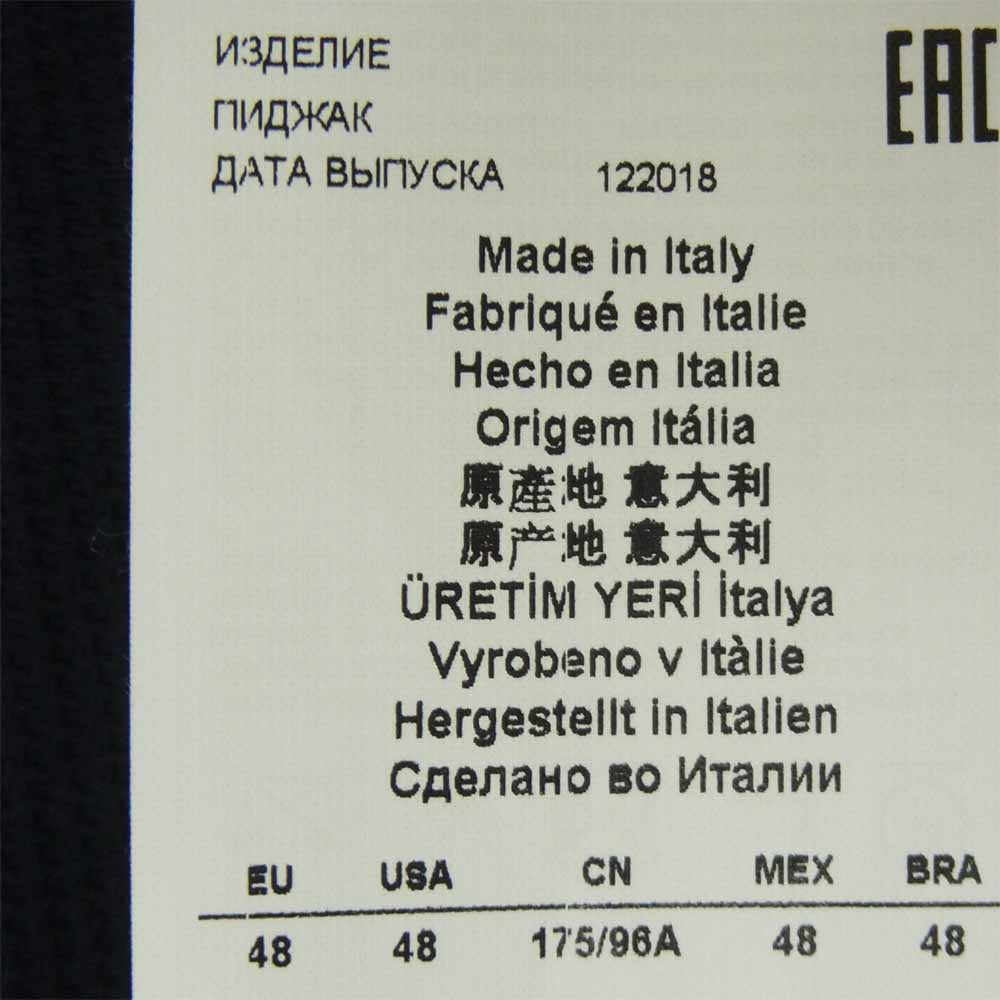 ИЗДЕЛИЕ
EAC
ПИДЖАК
ДАТА ВЫПУСКА 122018
Made in Italy
Fabriqué en Italie
Hecho en Italia
Origem Itália
原產地 意大利
原产地 意大利
ÜRETİM YERİ İtalya
Vyrobeno v Itàlie
Hergestellt in Italien
Сделано во Италии
EU USA CN MEX BRA
48 48 175/96A 48 48